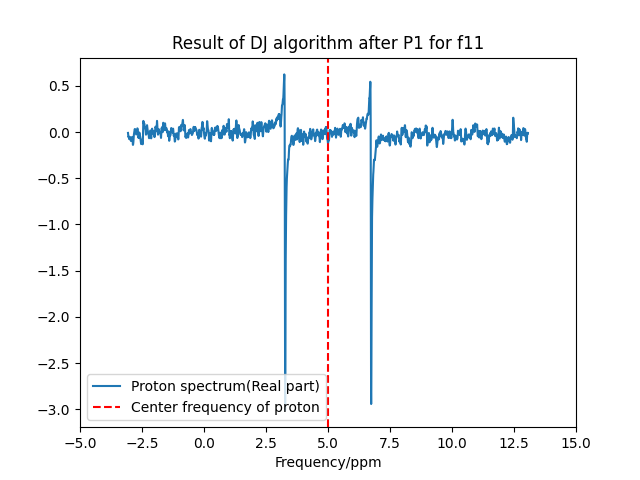 Result of DJ algorithm after P1 for f11
0.5
0.0
−0.5
−1.0
−1.5
−2.0
−2.5
−3.0
Proton spectrum(Real part)
Center frequency of proton
−5.0 −2.5 0.0 2.5 5.0 7.5 10.0 12.5 15.0
Frequency/ppm